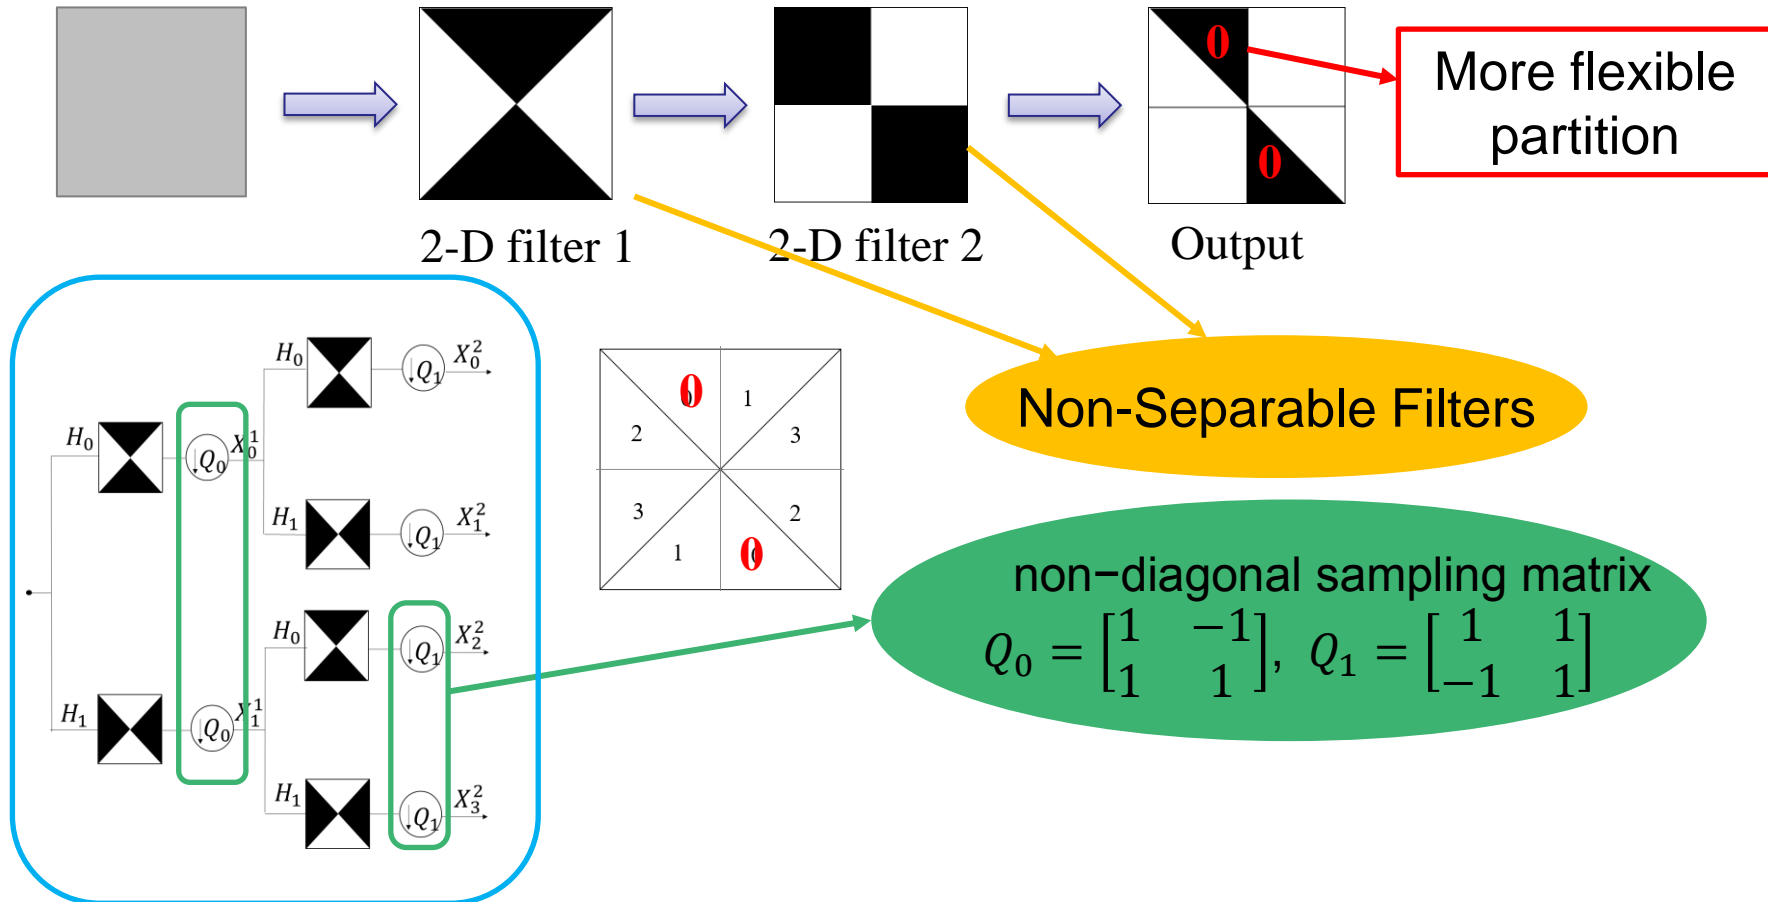 0
0
More flexible
partition
2-D filter 1
2-D filter 2
Output
H₀
↓Q₀
X₀¹
H₀
↓Q₁
X₀²
H₁
↓Q₁
X₁²
H₁
↓Q₀
X₁¹
H₀
↓Q₁
X₂²
H₁
↓Q₁
X₃²
0 1
2 3
3 2
1 0
Non-Separable Filters
non−diagonal sampling matrix
Q₀ = [1 −1; 1 1], Q₁ = [1 1; −1 1]